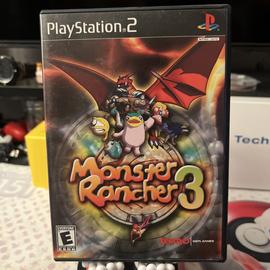 PlayStation®2
Monster
Rancher 3
E
TECMO
Tech